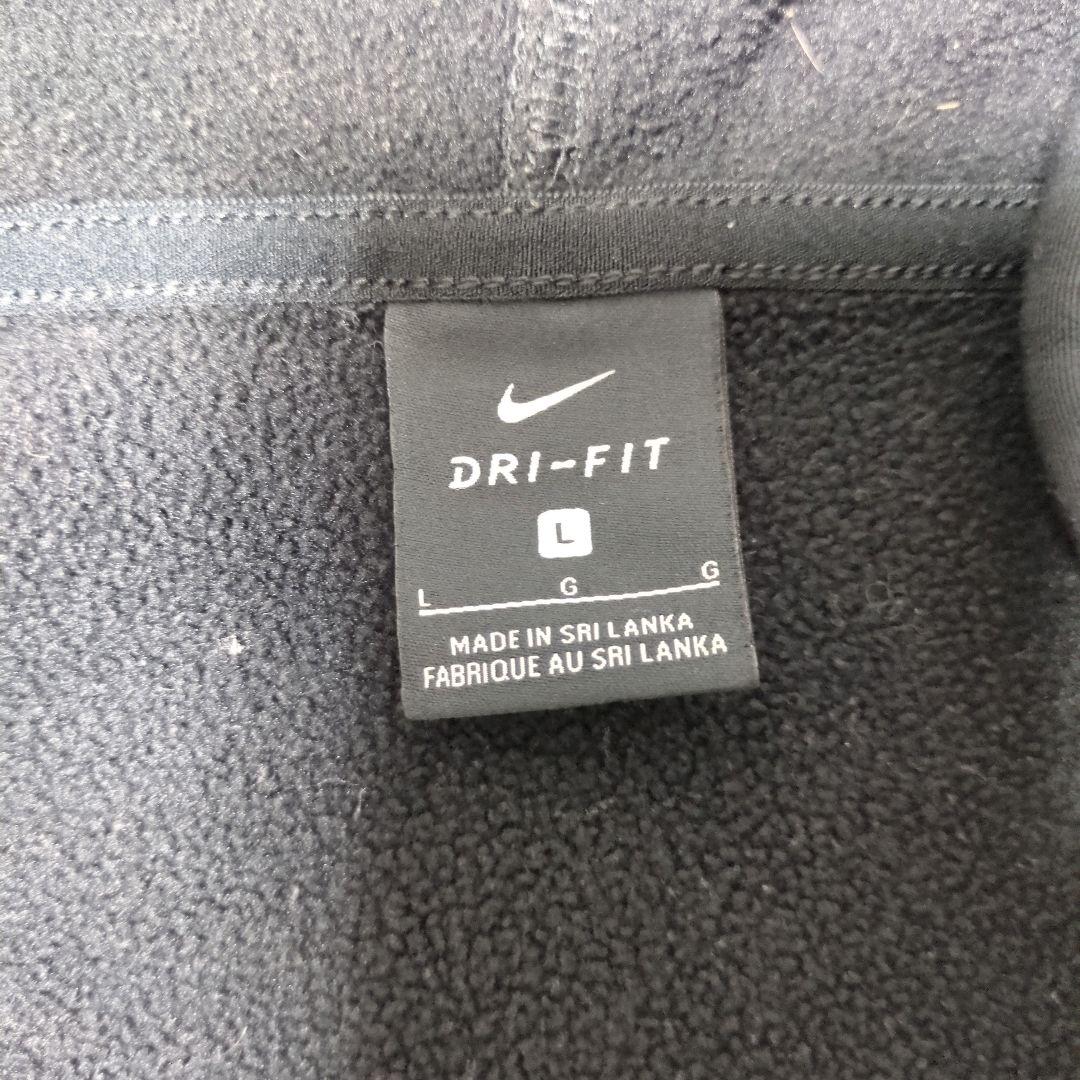 DRI-FIT
L
L G G
MADE IN SRI LANKA
FABRIQUE AU SRI LANKA